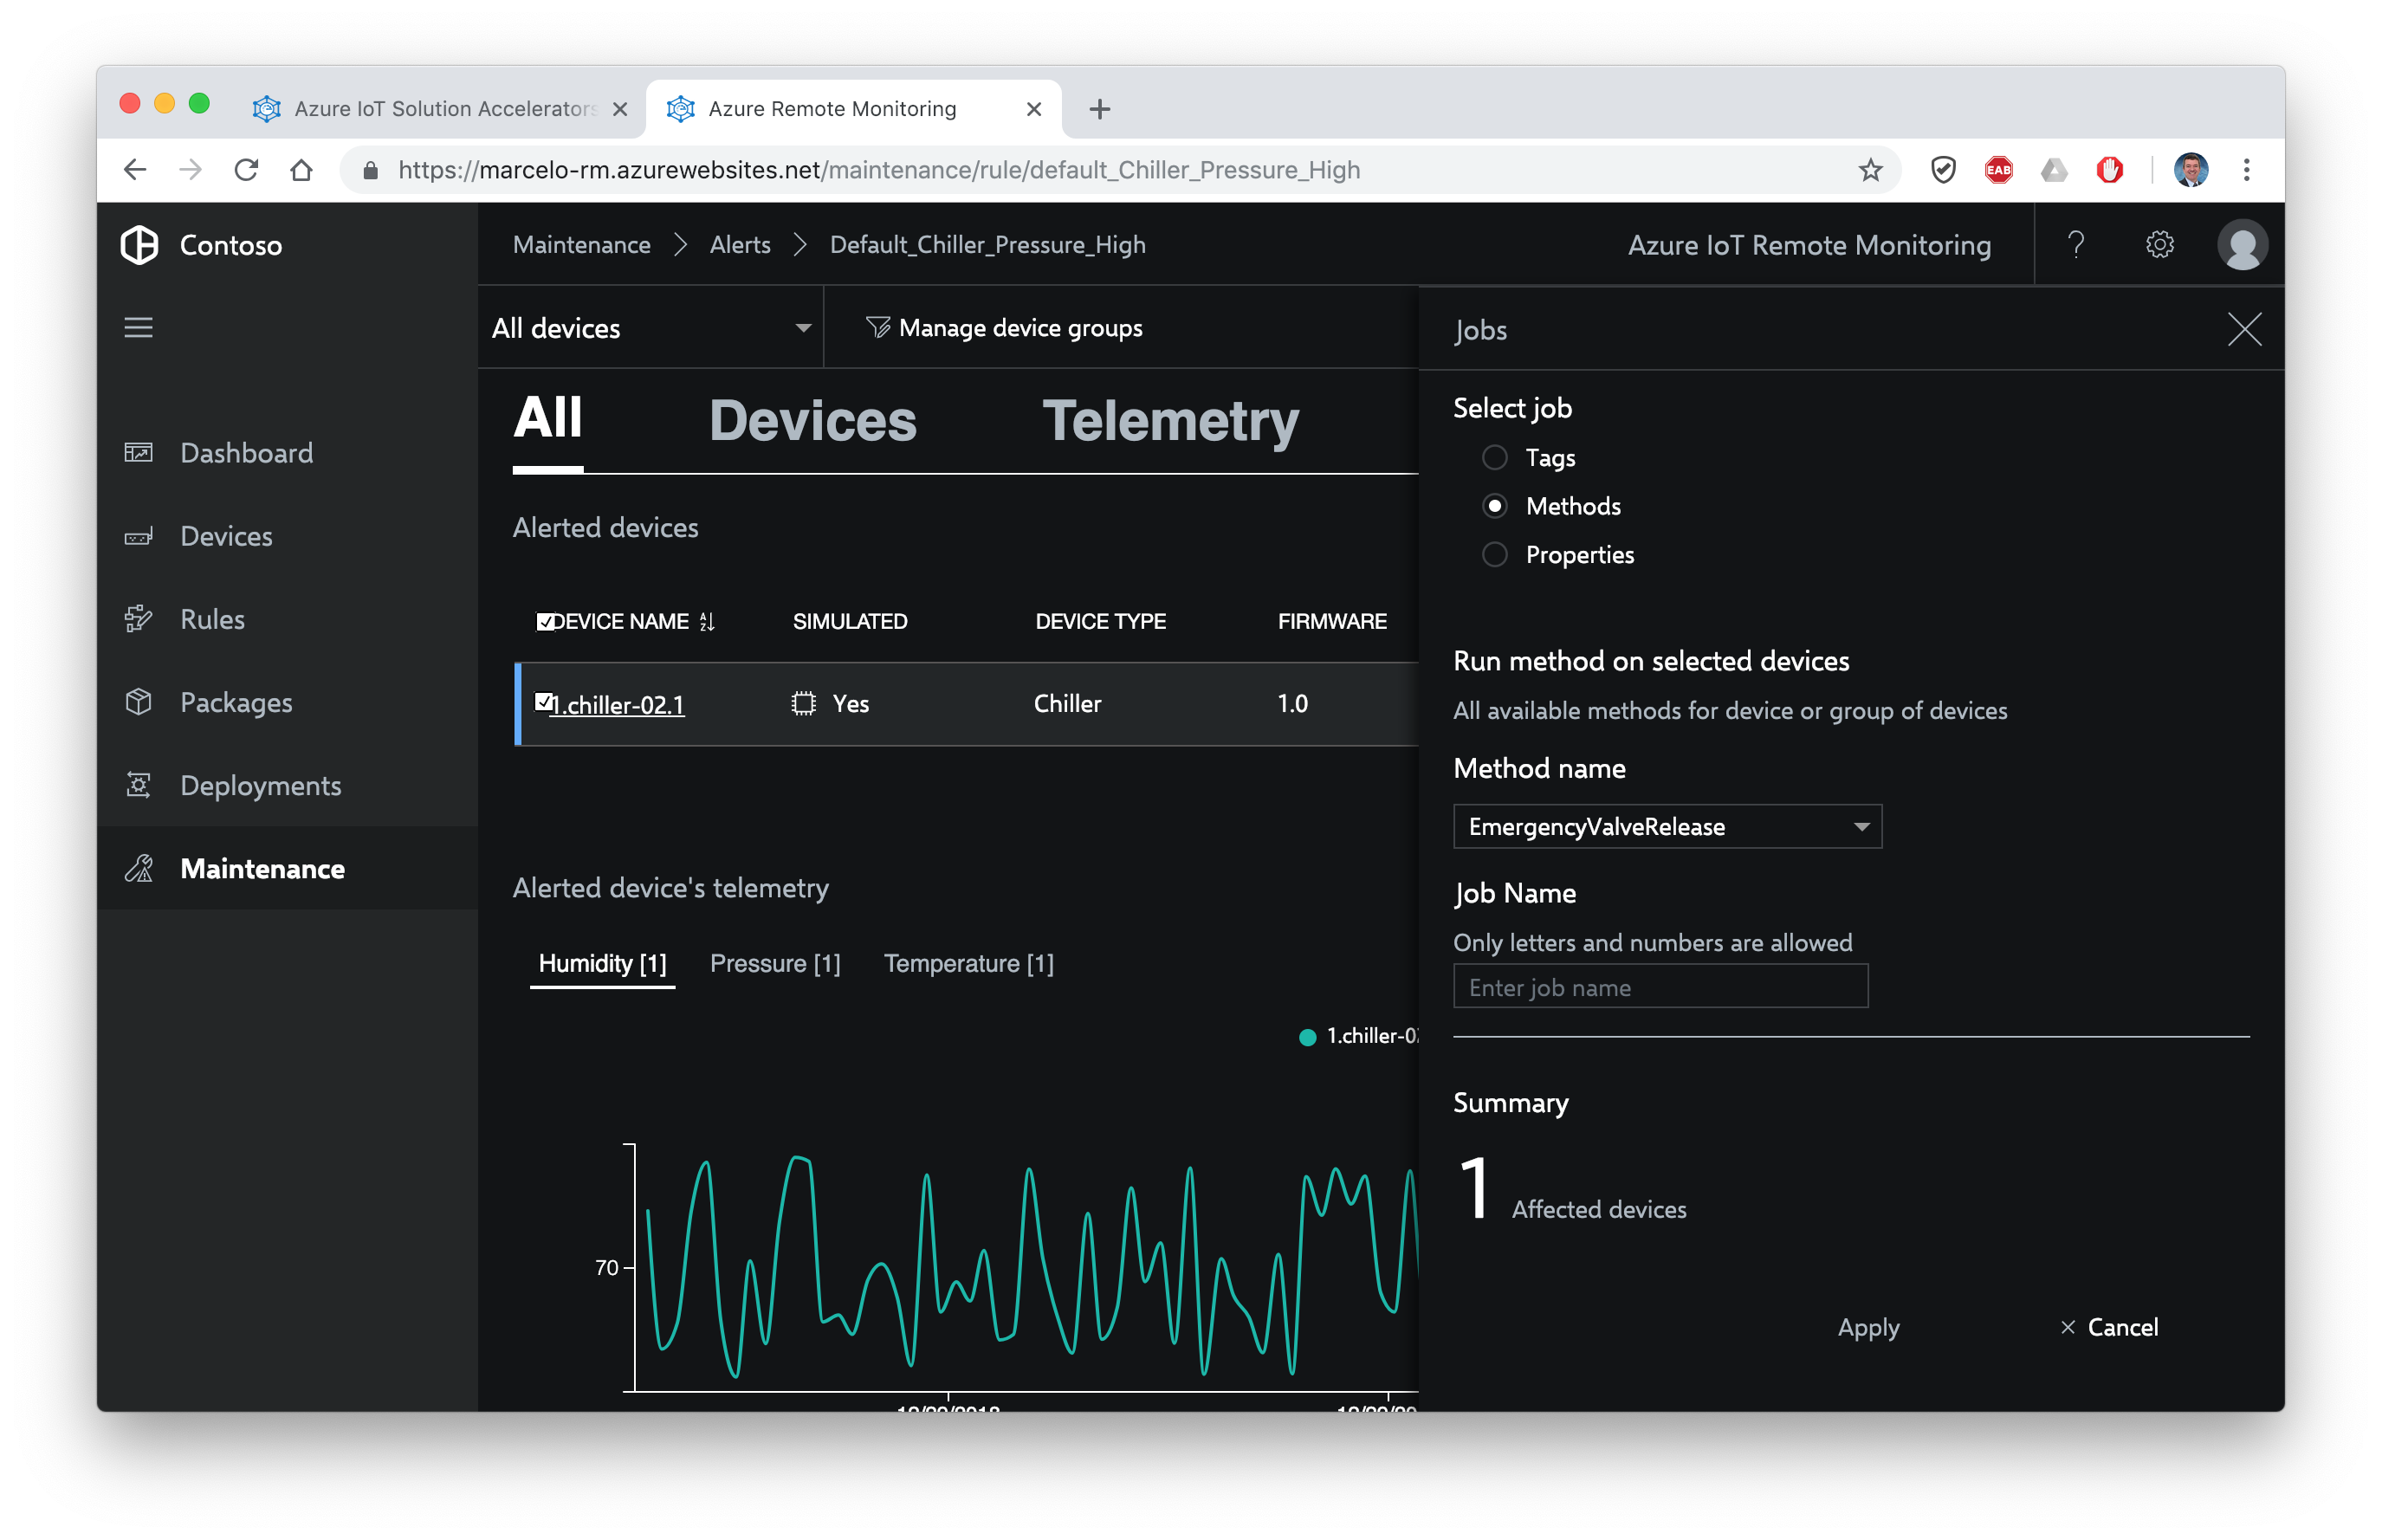 Azure IoT Solution Accelerators
Azure Remote Monitoring
https://marcelo-rm.azurewebsites.net/maintenance/rule/default_Chiller_Pressure_High
EAB
Contoso
Maintenance > Alerts > Default_Chiller_Pressure_High
Azure IoT Remote Monitoring
?
All devices
Manage device groups
Dashboard
Devices
Rules
Packages
Deployments
Maintenance
All
Devices
Telemetry
Alerted devices
DEVICE NAME
SIMULATED
DEVICE TYPE
FIRMWARE
1.chiller-02.1
Yes
Chiller
1.0
Alerted device's telemetry
Humidity [1]
Pressure [1]
Temperature [1]
1.chiller-0
70
Jobs
Select job
Tags
Methods
Properties
Run method on selected devices
All available methods for device or group of devices
Method name
EmergencyValveRelease
Job Name
Only letters and numbers are allowed
Enter job name
Summary
1 Affected devices
Apply
Cancel